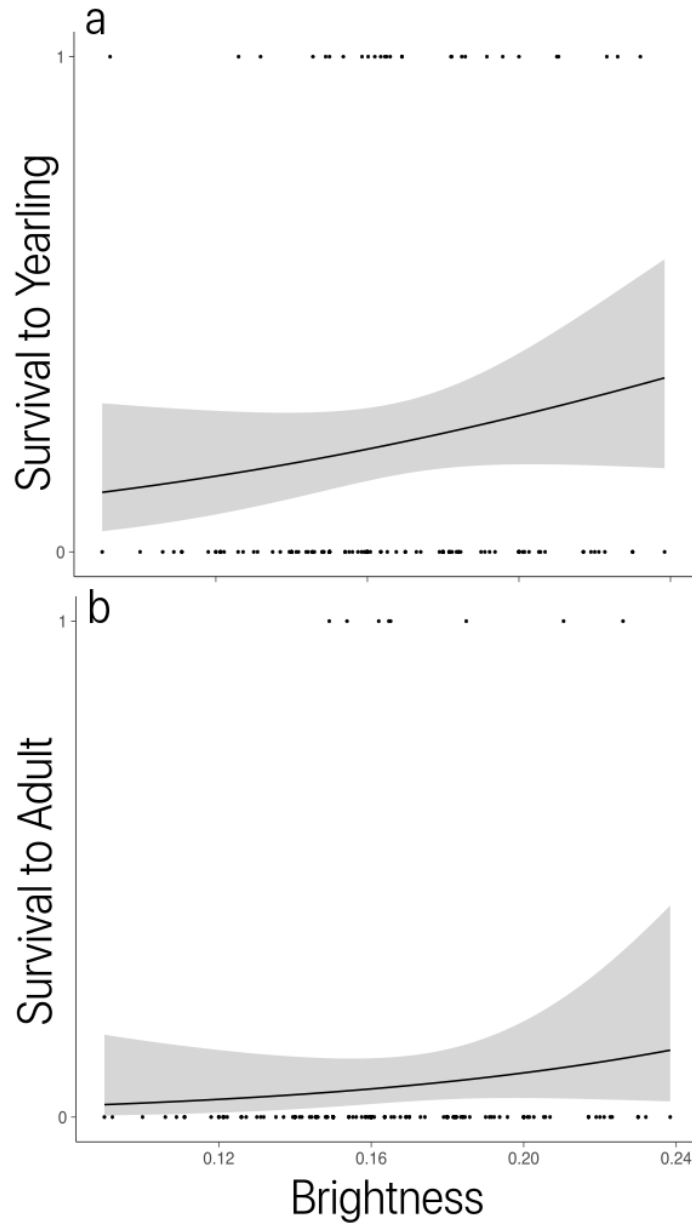 a
1
Survival to Yearling
0
b
1
Survival to Adult
0
0.12 0.16 0.20 0.24
Brightness